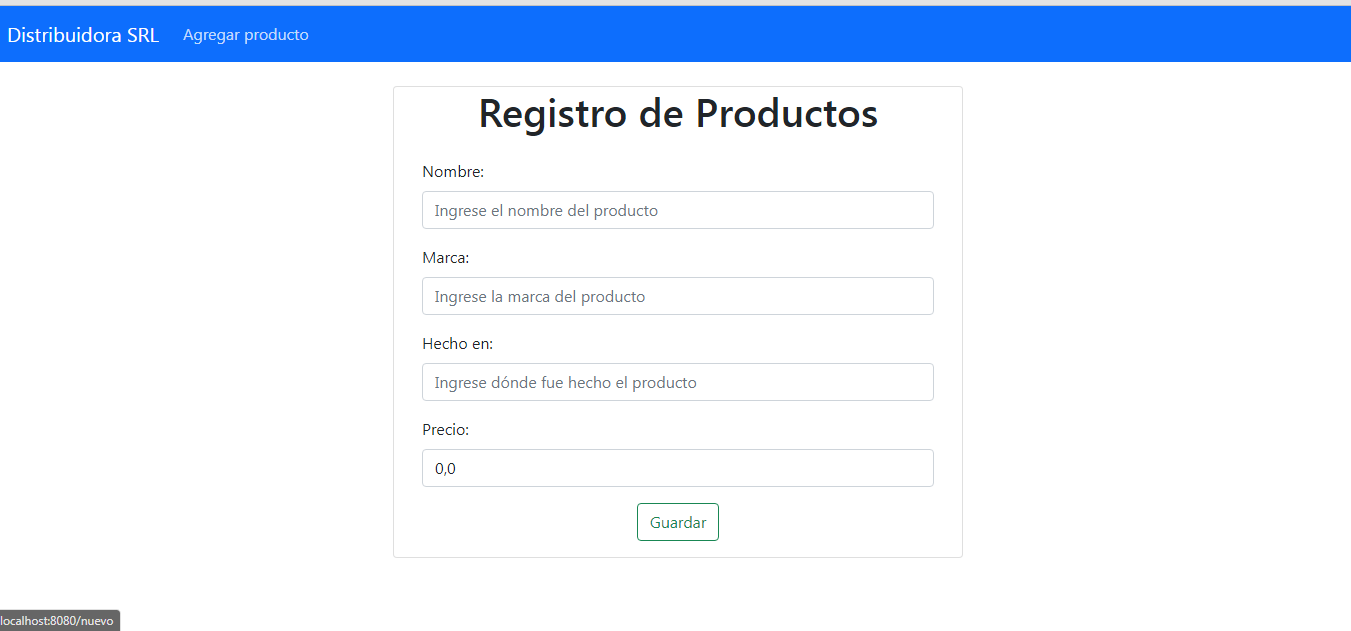 Distribuidora SRL Agregar producto
Registro de Productos
Nombre:
Ingrese el nombre del producto
Marca:
Ingrese la marca del producto
Hecho en:
Ingrese dónde fue hecho el producto
Precio:
0,0
Guardar
localhost:8080/nuevo